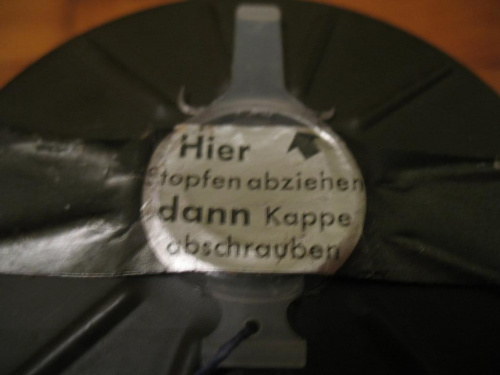 Hier
Stopfen abziehen
dann Kappe
abschrauben